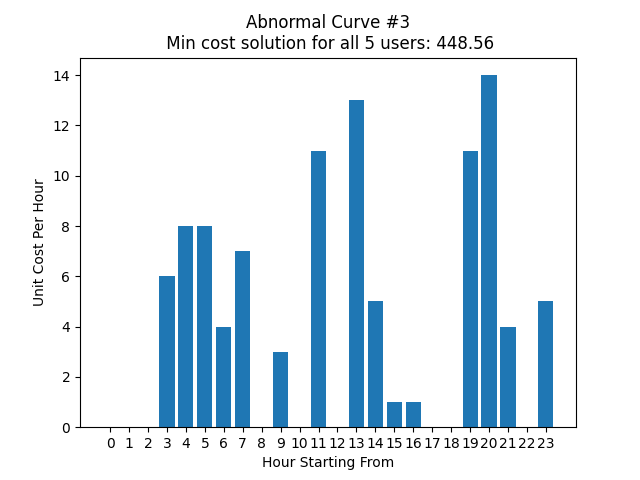 Abnormal Curve #3
Min cost solution for all 5 users: 448.56
14
12
10
8
6
4
2
0
Unit Cost Per Hour
0 1 2 3 4 5 6 7 8 9 10 11 12 13 14 15 16 17 18 19 20 21 22 23
Hour Starting From